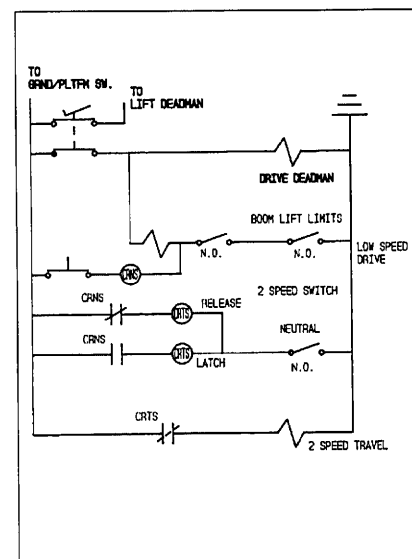 TO
GRND/PLTFM SW.
TO
LIFT DEADMAN
DRIVE DEADMAN
BOOM LIFT LIMITS
N.O.
N.O.
LOW SPEED
DRIVE
CRNS
2 SPEED SWITCH
CRNS
CRTS
RELEASE
CRNS
CRTS
LATCH
NEUTRAL
N.O.
CRTS
2 SPEED TRAVEL